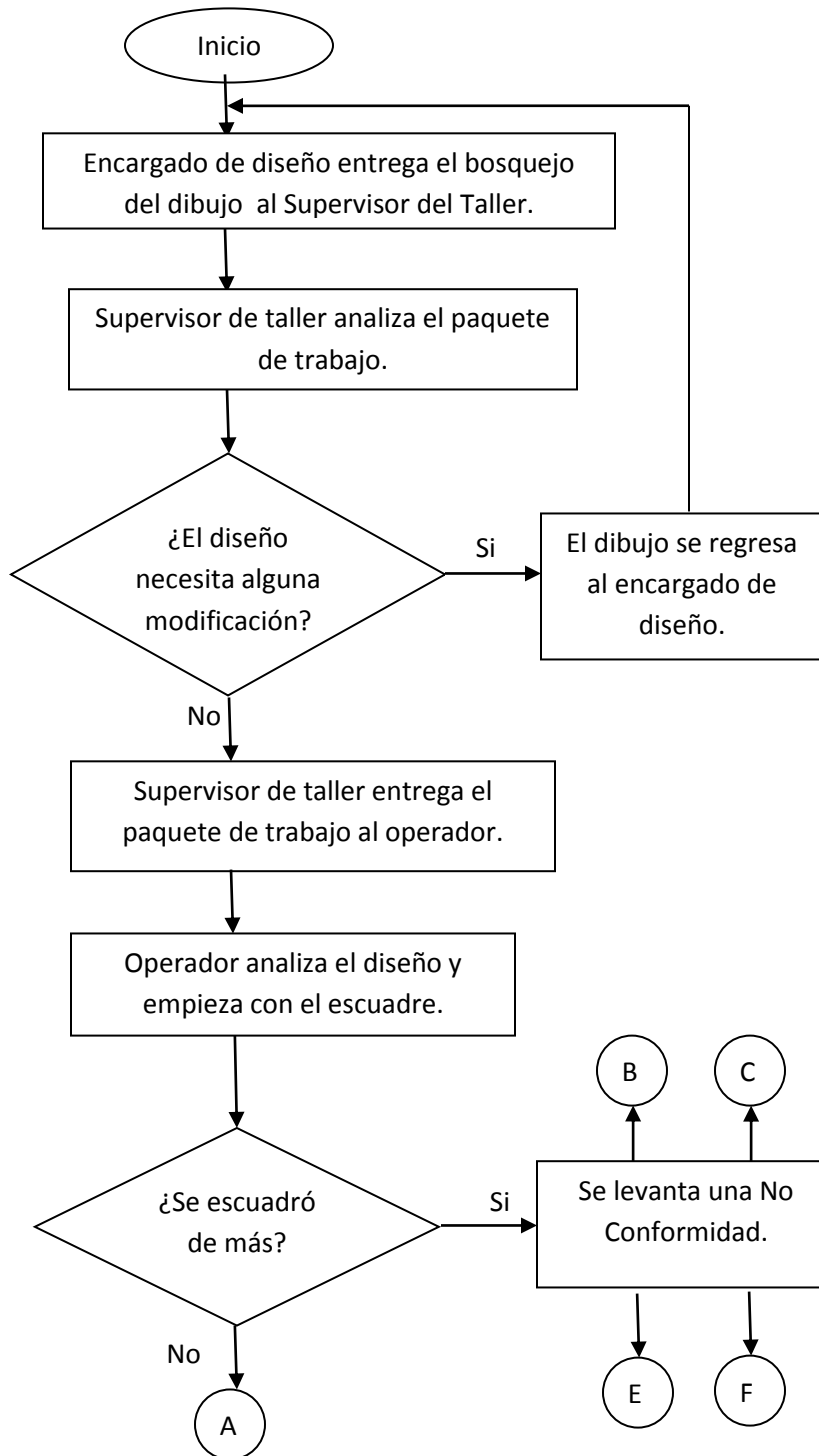 Inicio
Encargado de diseño entrega el bosquejo
del dibujo al Supervisor del Taller.
Supervisor de taller analiza el paquete
de trabajo.
¿El diseño
necesita alguna
modificación?
Si
El dibujo se regresa
al encargado de
diseño.
No
Supervisor de taller entrega el
paquete de trabajo al operador.
Operador analiza el diseño y
empieza con el escuadre.
B
C
¿Se escuadró
de más?
Si
Se levanta una No
Conformidad.
No
A
E
F